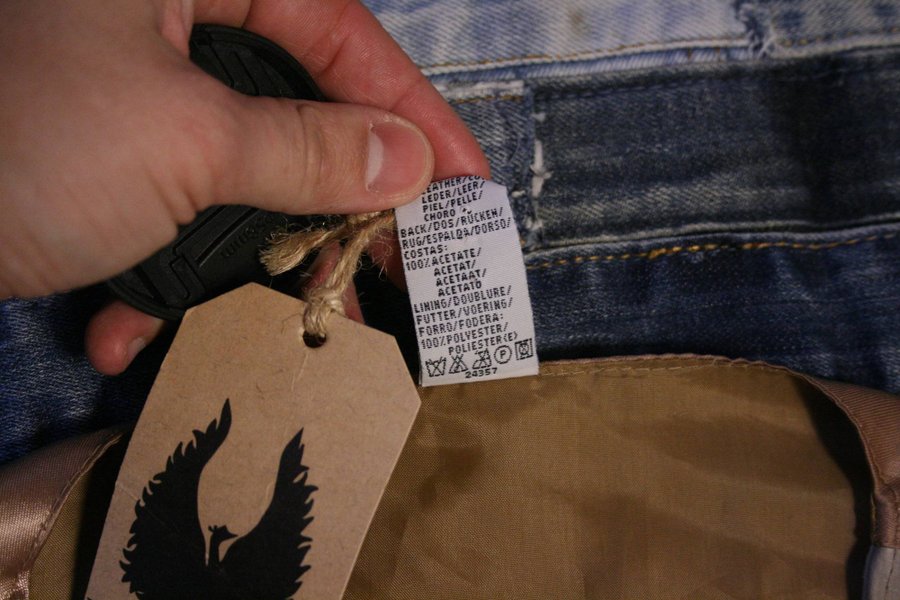 LEDER/LEER/
PIEL/PELLE/
CHORO
BACK/DOS/RÜCKEN/
RUG/ESPALDA/DORSO/
COSTAS:
100%ACETATE/
ACETAT/
ACETAAT/
ACETATO
LINING/DOUBLURE/
FUTTER/VOERING/
FORRO/FODERA:
100%POLYESTER/
POLIESTER(E)
P
24357